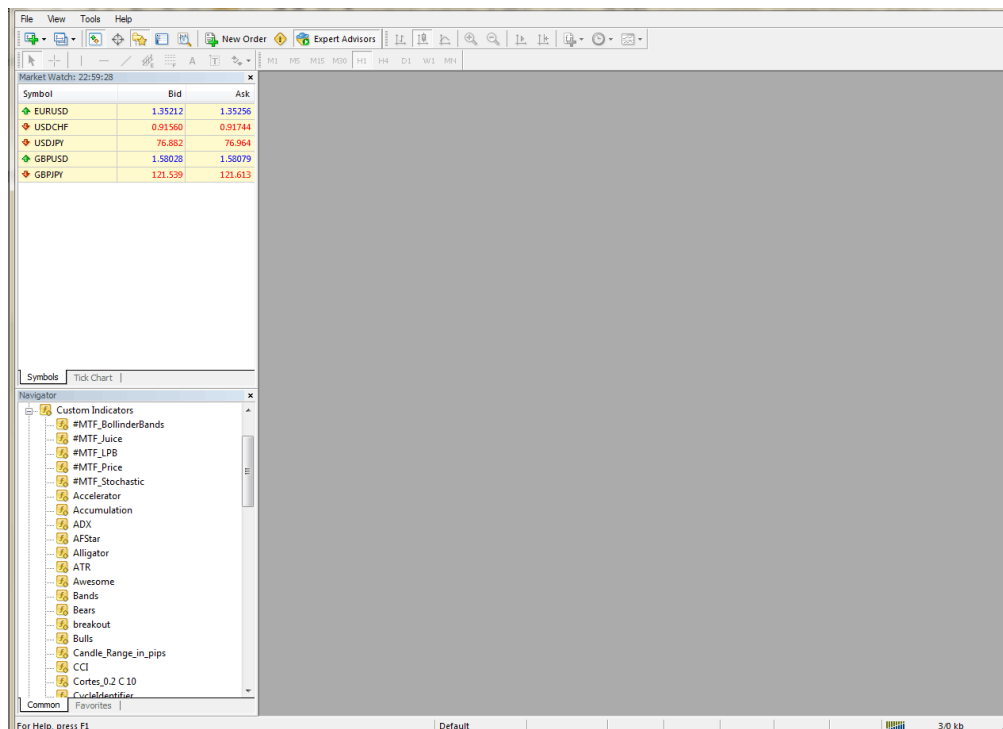 File View Tools Help
New Order Expert Advisors
A T M1 M5 M15 M30 H1 H4 D1 W1 MN
Market Watch: 22:59:28
Symbol Bid Ask
EURUSD 1.35212 1.35256
USDCHF 0.91560 0.91744
USDJPY 76.882 76.964
GBPUSD 1.58028 1.58079
GBPJPY 121.539 121.613
Symbols Tick Chart
Navigator
Custom Indicators
#MTF_BollinderBands
#MTF_Juice
#MTF_LPB
#MTF_Price
#MTF_Stochastic
Accelerator
Accumulation
ADX
AFStar
Alligator
ATR
Awesome
Bands
Bears
breakout
Bulls
Candle_Range_in_pips
CCI
Cortes_0.2 C 10
CycleIdentifier
Common Favorites
For Help, press F1 Default 3/0 kb